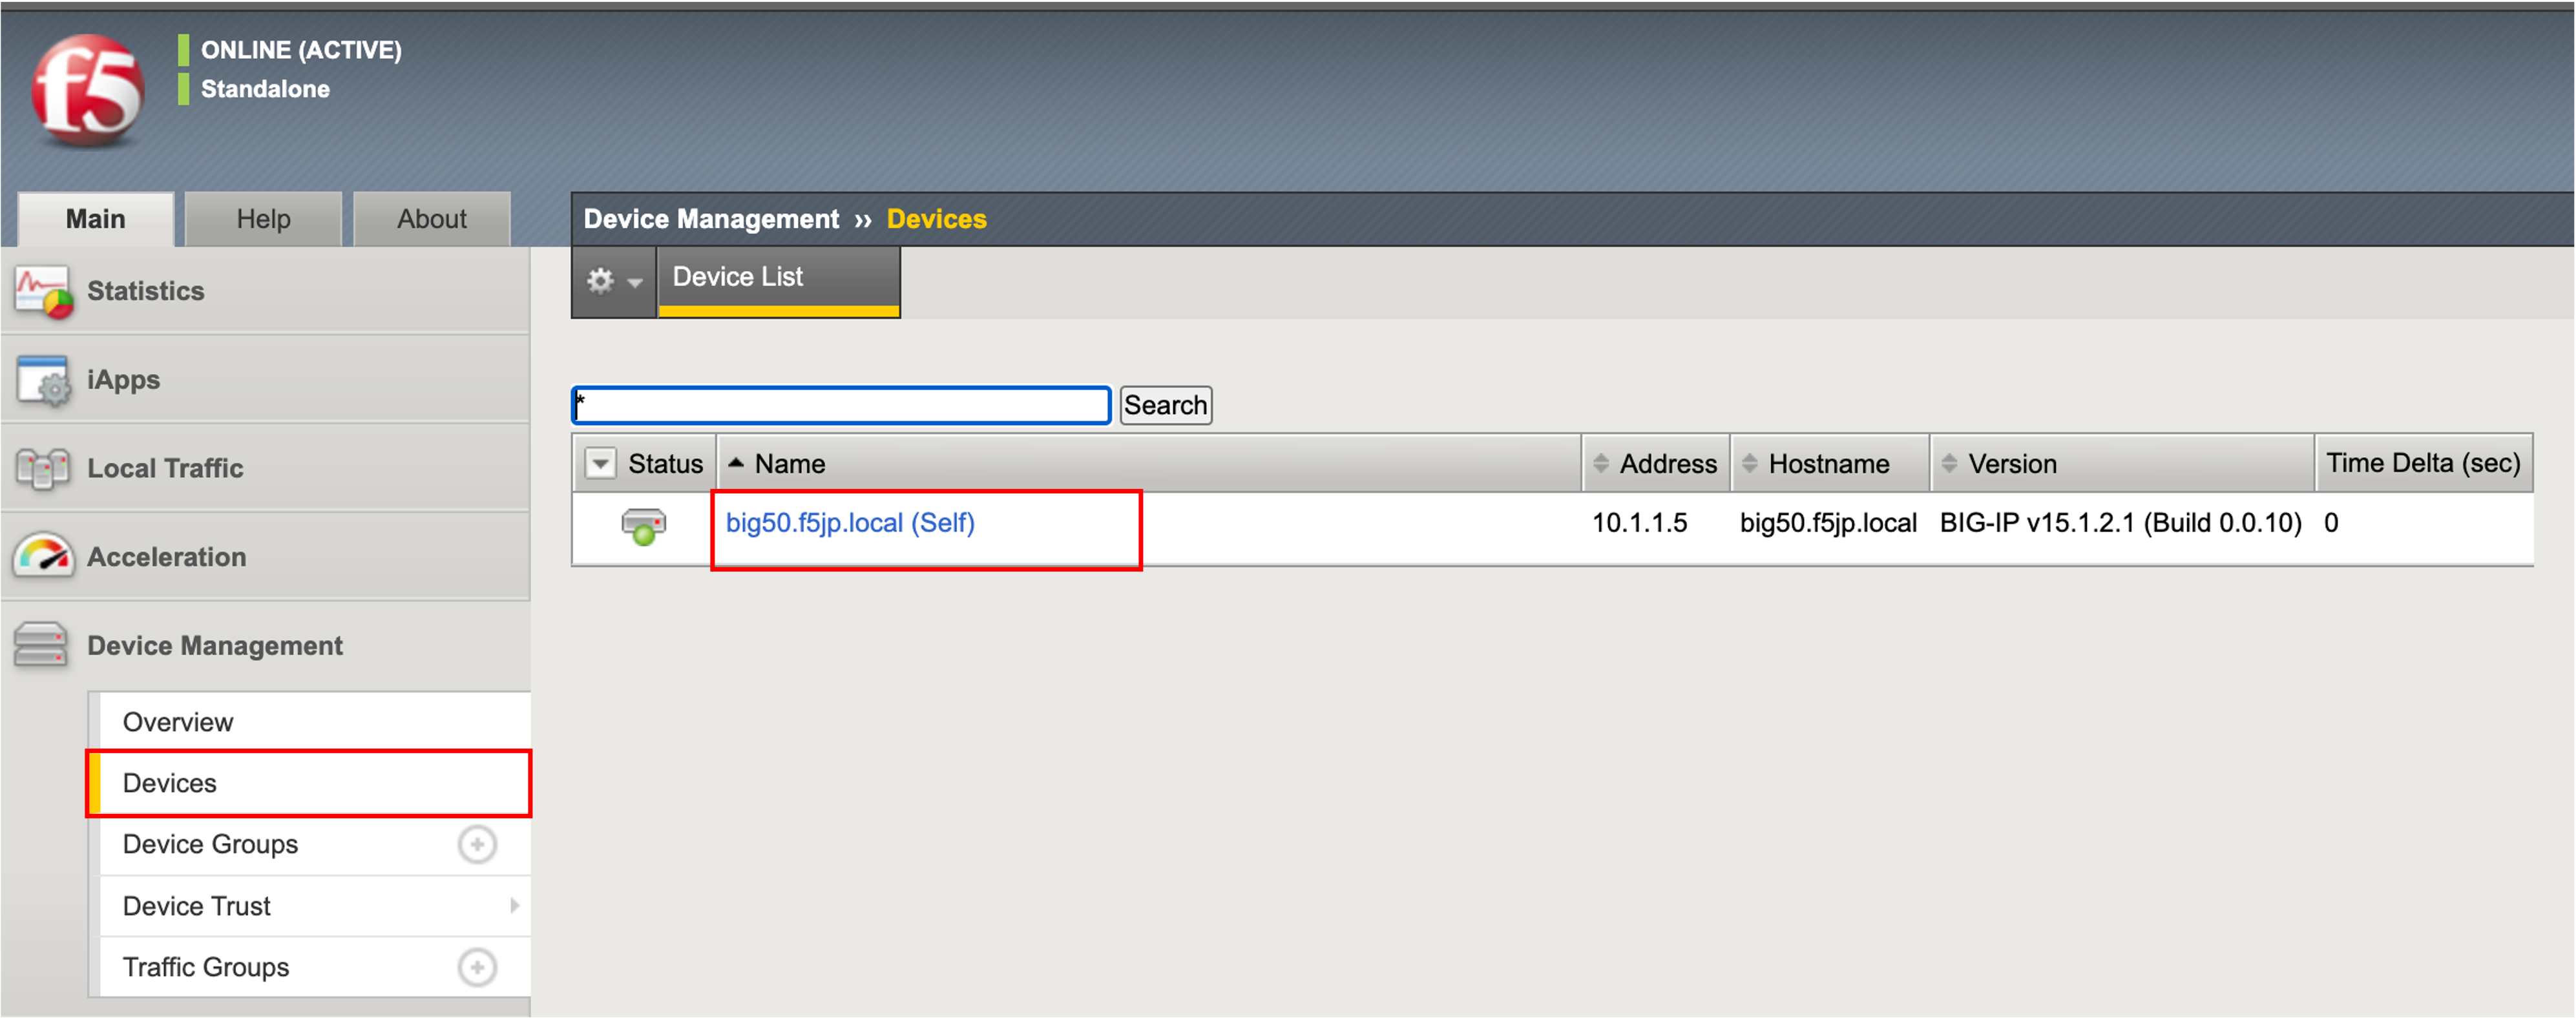 f5
ONLINE (ACTIVE)
Standalone
Main
Help
About
Device Management ›› Devices
Device List
Statistics
iApps
Local Traffic
Acceleration
Device Management
Overview
Devices
Device Groups
Device Trust
Traffic Groups
*
Search
Status Name Address Hostname Version Time Delta (sec)
big50.f5jp.local (Self) 10.1.1.5 big50.f5jp.local BIG-IP v15.1.2.1 (Build 0.0.10) 0